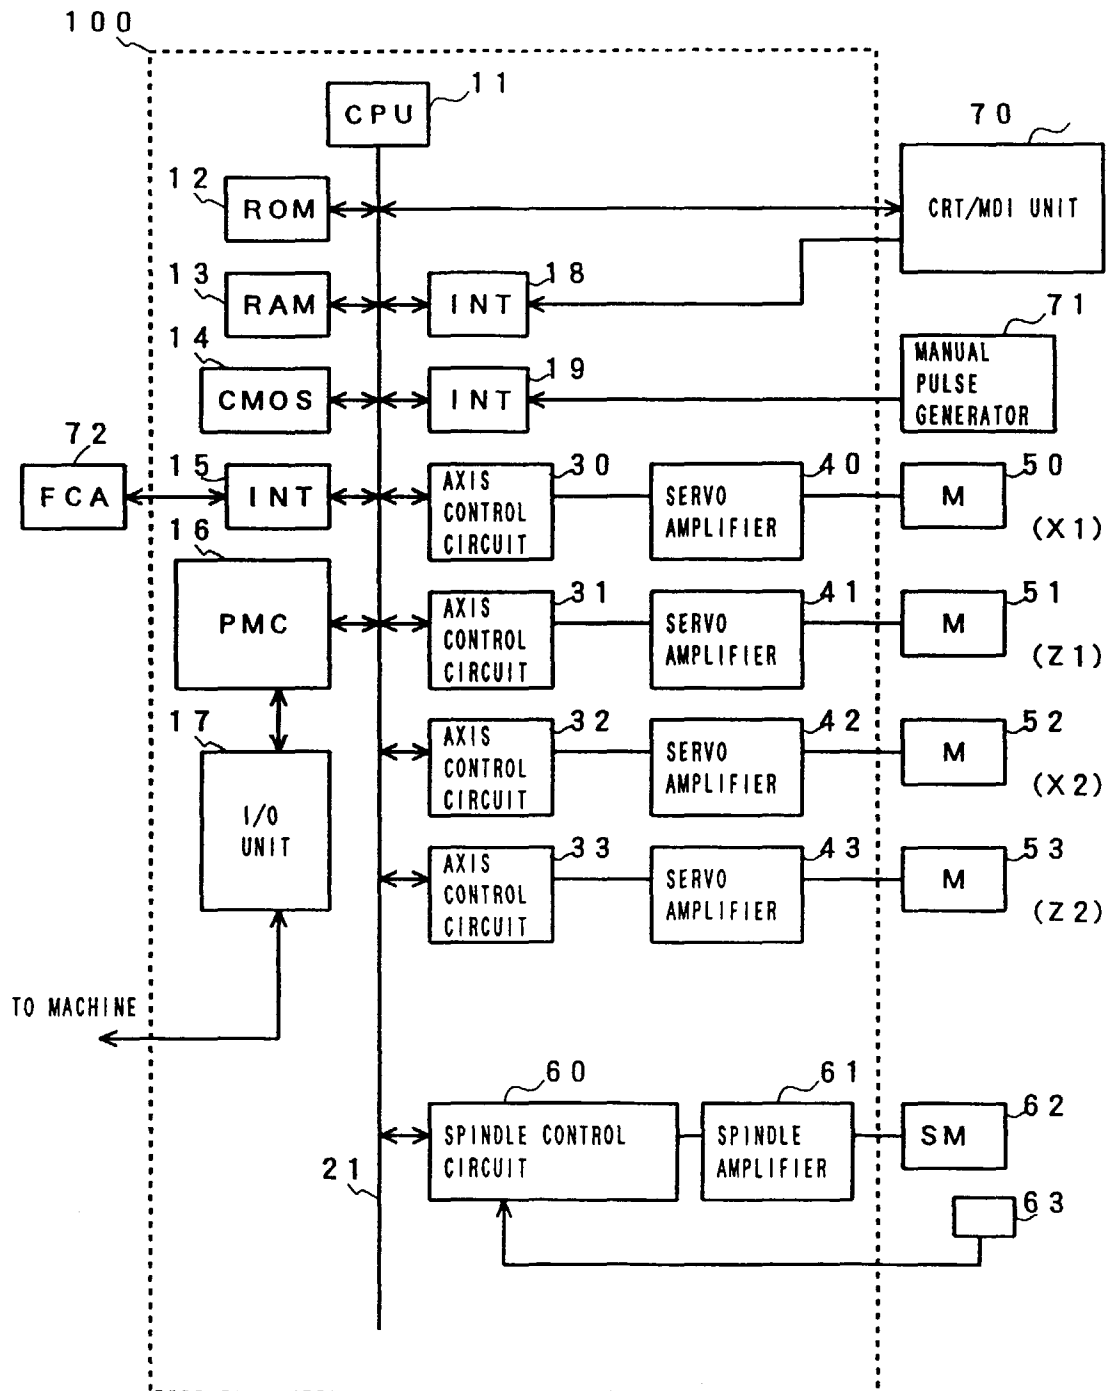 100
CPU
11
70
12
ROM
CRT/MDI UNIT
13
RAM
18
INT
71
14
CMOS
19
INT
MANUAL
PULSE
GENERATOR
72
FCA
15
INT
30
AXIS
CONTROL
CIRCUIT
40
SERVO
AMPLIFIER
50
M
(X1)
16
PMC
31
AXIS
CONTROL
CIRCUIT
41
SERVO
AMPLIFIER
51
M
(Z1)
17
I/O
UNIT
32
AXIS
CONTROL
CIRCUIT
42
SERVO
AMPLIFIER
52
M
(X2)
33
AXIS
CONTROL
CIRCUIT
43
SERVO
AMPLIFIER
53
M
(Z2)
TO MACHINE
60
SPINDLE CONTROL
CIRCUIT
61
SPINDLE
AMPLIFIER
62
SM
21
63